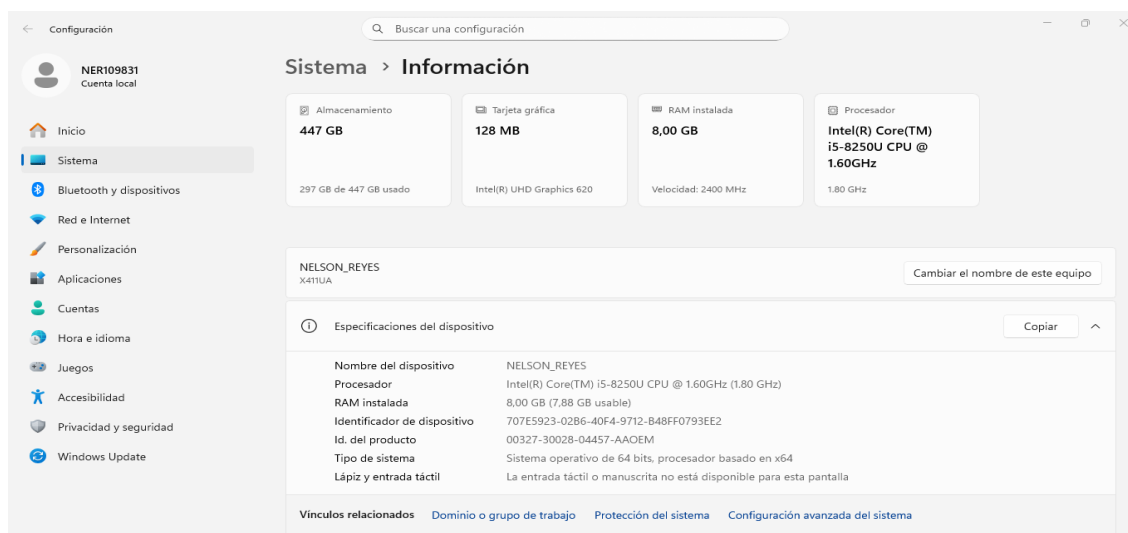 Configuración
Buscar una configuración
NER109831
Cuenta local
Inicio
Sistema
Bluetooth y dispositivos
Red e Internet
Personalización
Aplicaciones
Cuentas
Hora e idioma
Juegos
Accesibilidad
Privacidad y seguridad
Windows Update
Sistema > Información
Almacenamiento
447 GB
297 GB de 447 GB usado
Tarjeta gráfica
128 MB
Intel(R) UHD Graphics 620
RAM instalada
8,00 GB
Velocidad: 2400 MHz
Procesador
Intel(R) Core(TM)
i5-8250U CPU @
1.60GHz
1.80 GHz
NELSON_REYES
X411UA
Cambiar el nombre de este equipo
Especificaciones del dispositivo
Copiar
Nombre del dispositivo NELSON_REYES
Procesador Intel(R) Core(TM) i5-8250U CPU @ 1.60GHz (1.80 GHz)
RAM instalada 8,00 GB (7,88 GB usable)
Identificador de dispositivo 707E5923-02B6-40F4-9712-B48FF0793EE2
Id. del producto 00327-30028-04457-AAOEM
Tipo de sistema Sistema operativo de 64 bits, procesador basado en x64
Lápiz y entrada táctil La entrada táctil o manuscrita no está disponible para esta pantalla
Vínculos relacionados Dominio o grupo de trabajo Protección del sistema Configuración avanzada del sistema